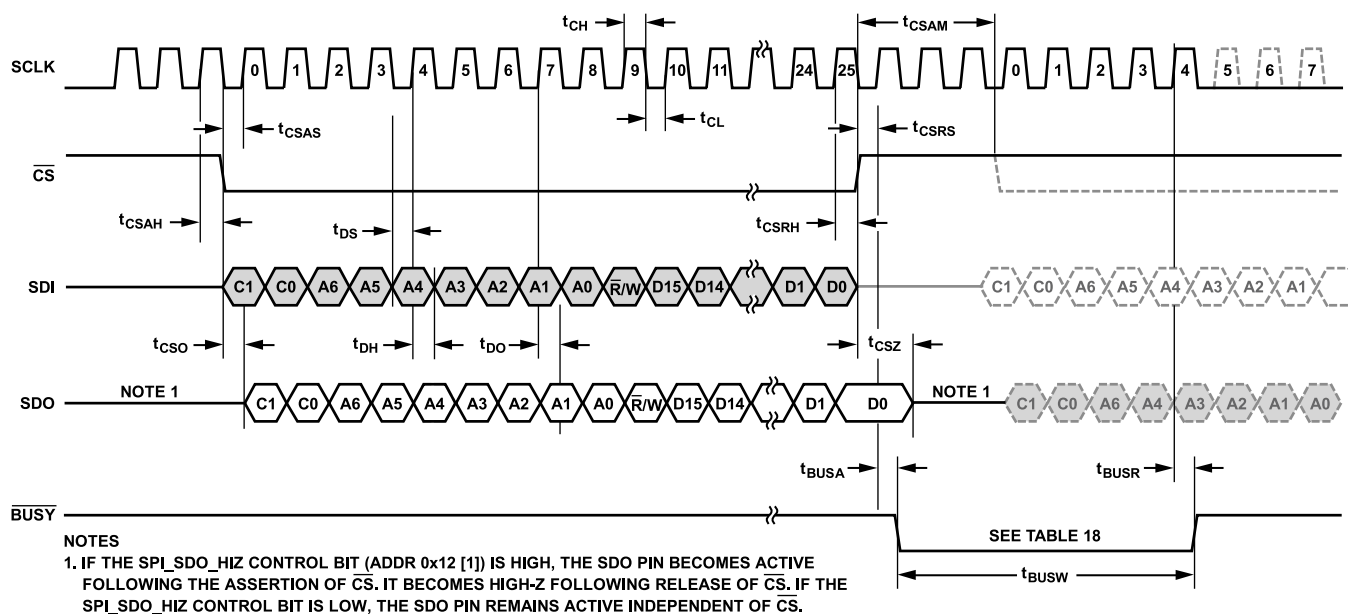 tCH
tCSAM
SCLK
0 1 2 3 4 5 6 7 8 9 10 11 24 25 0 1 2 3 4 5 6 7
tCSAS
tCL
tCSRS
CS
tCSAH
tDS
tCSRH
SDI
C1 C0 A6 A5 A4 A3 A2 A1 A0 R/W D15 D14 D1 D0 C1 C0 A6 A5 A4 A3 A2 A1
tCSO
tDH
tDO
tCSZ
SDO
NOTE 1
C1 C0 A6 A5 A4 A3 A2 A1 A0 R/W D15 D14 D1 D0
NOTE 1
C1 C0 A6 A4 A3 A2 A1 A0
tBUSA
tBUSR
BUSY
SEE TABLE 18
tBUSW
NOTES
1. IF THE SPI_SDO_HIZ CONTROL BIT (ADDR 0x12 [1]) IS HIGH, THE SDO PIN BECOMES ACTIVE
FOLLOWING THE ASSERTION OF CS. IT BECOMES HIGH-Z FOLLOWING RELEASE OF CS. IF THE
SPI_SDO_HIZ CONTROL BIT IS LOW, THE SDO PIN REMAINS ACTIVE INDEPENDENT OF CS.